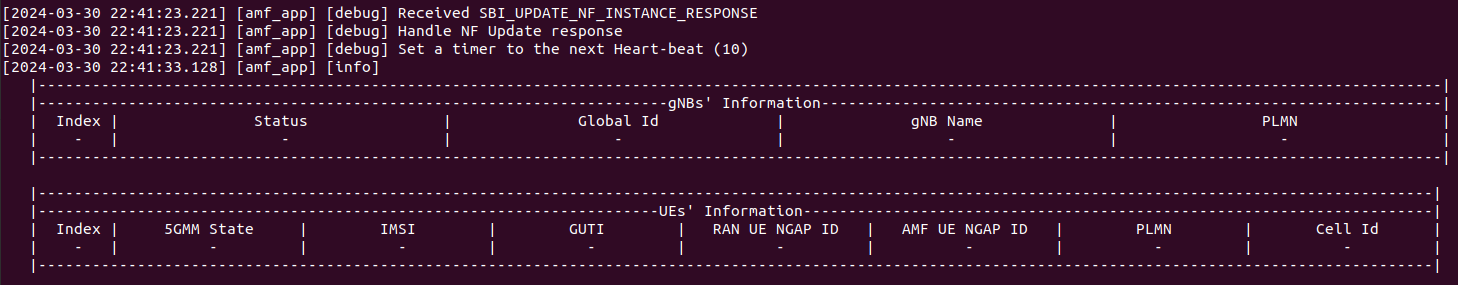 [2024-03-30 22:41:23.221] [amf_app] [debug] Received SBI_UPDATE_NF_INSTANCE_RESPONSE
[2024-03-30 22:41:23.221] [amf_app] [debug] Handle NF Update response
[2024-03-30 22:41:23.221] [amf_app] [debug] Set a timer to the next Heart-beat (10)
[2024-03-30 22:41:33.128] [amf_app] [info]
|------------------------------------------------------------------------------------------------------------------------------------------------------------|
|----------------------------------------------------------------------gNBs' Information---------------------------------------------------------------------|
| Index | Status | Global Id | gNB Name | PLMN |
| - | - | - | - | - |
|------------------------------------------------------------------------------------------------------------------------------------------------------------|
|-----------------------------------------------------------------------------------------------------------------------------------------------------------|
|---------------------------------------------------------------------UEs' Information----------------------------------------------------------------------|
| Index | 5GMM State | IMSI | GUTI | RAN UE NGAP ID | AMF UE NGAP ID | PLMN | Cell Id |
| - | - | - | - | - | - | - | - |
|-----------------------------------------------------------------------------------------------------------------------------------------------------------|